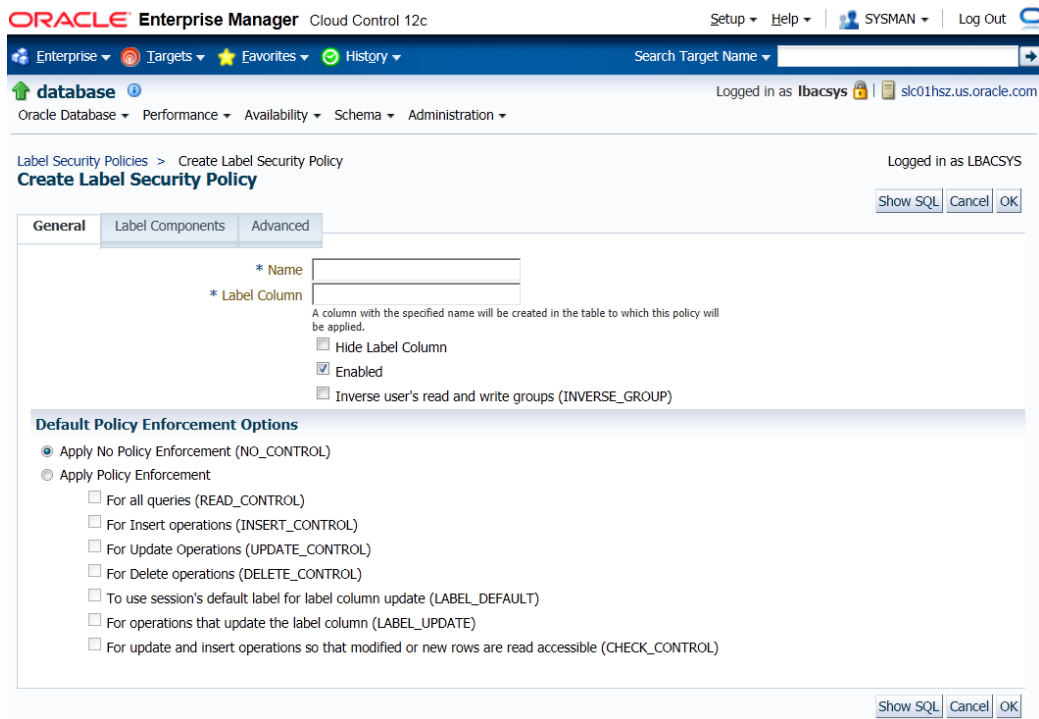 ORACLE Enterprise Manager Cloud Control 12c
Setup Help SYSMAN Log Out
Enterprise Targets Favorites History Search Target Name
database Logged in as lbacsys slc01hsz.us.oracle.com
Oracle Database Performance Availability Schema Administration
Label Security Policies > Create Label Security Policy Logged in as LBACSYS
Create Label Security Policy
Show SQL Cancel OK
General Label Components Advanced
* Name
* Label Column
A column with the specified name will be created in the table to which this policy will
be applied.
Hide Label Column
Enabled
Inverse user's read and write groups (INVERSE_GROUP)
Default Policy Enforcement Options
Apply No Policy Enforcement (NO_CONTROL)
Apply Policy Enforcement
For all queries (READ_CONTROL)
For Insert operations (INSERT_CONTROL)
For Update Operations (UPDATE_CONTROL)
For Delete operations (DELETE_CONTROL)
To use session's default label for label column update (LABEL_DEFAULT)
For operations that update the label column (LABEL_UPDATE)
For update and insert operations so that modified or new rows are read accessible (CHECK_CONTROL)
Show SQL Cancel OK